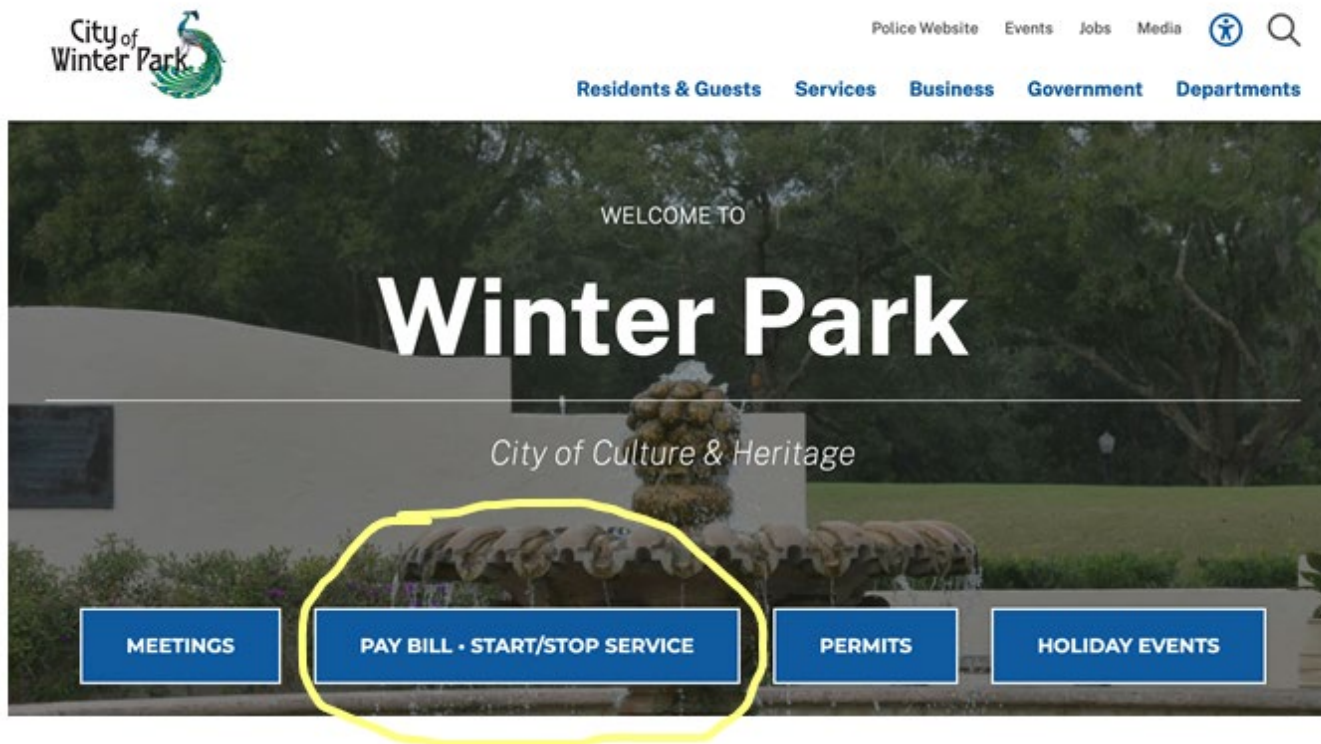 City of
Winter Park
Police Website Events Jobs Media
Residents & Guests Services Business Government Departments
WELCOME TO
Winter Park
City of Culture & Heritage
MEETINGS PAY BILL • START/STOP SERVICE PERMITS HOLIDAY EVENTS